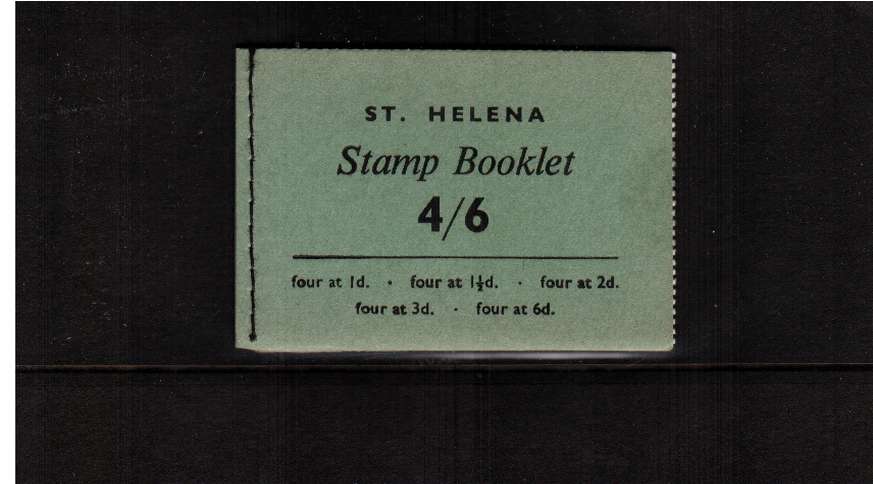 ST. HELENA
Stamp Booklet
4/6
four at 1d. · four at 1½d. · four at 2d.
four at 3d. · four at 6d.